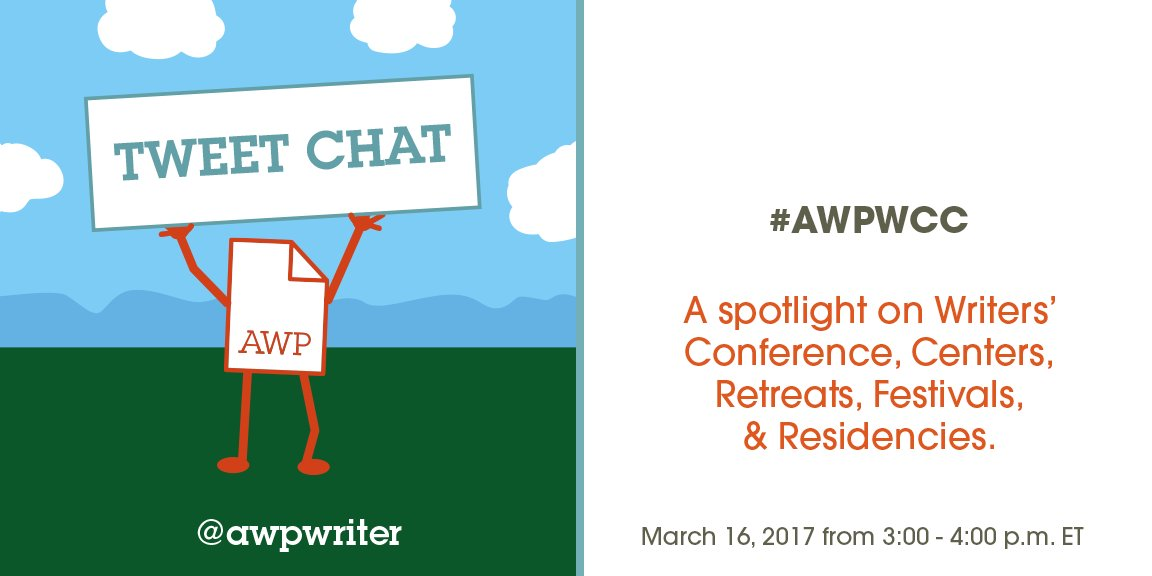 TWEET CHAT
AWP
@awpwriter
#AWPWCC
A spotlight on Writers’
Conference, Centers,
Retreats, Festivals,
& Residencies.
March 16, 2017 from 3:00 - 4:00 p.m. ET